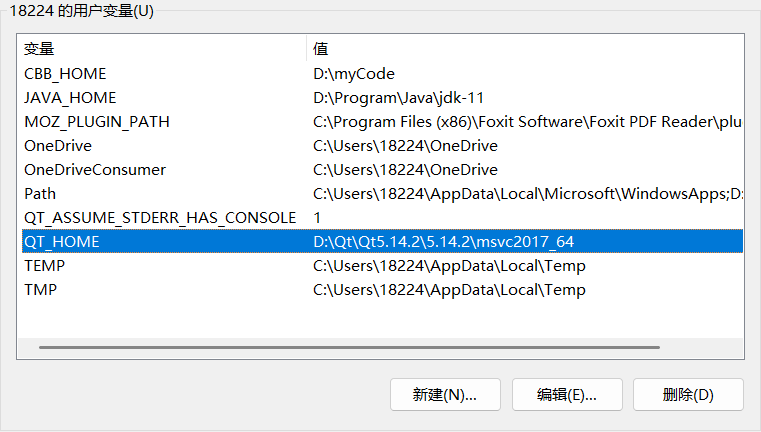 18224 的用户变量(U)
变量 值
CBB_HOME D:\myCode
JAVA_HOME D:\Program\Java\jdk-11
MOZ_PLUGIN_PATH C:\Program Files (x86)\Foxit Software\Foxit PDF Reader\plu
OneDrive C:\Users\18224\OneDrive
OneDriveConsumer C:\Users\18224\OneDrive
Path C:\Users\18224\AppData\Local\Microsoft\WindowsApps;D:
QT_ASSUME_STDERR_HAS_CONSOLE 1
QT_HOME D:\Qt\Qt5.14.2\5.14.2\msvc2017_64
TEMP C:\Users\18224\AppData\Local\Temp
TMP C:\Users\18224\AppData\Local\Temp
新建(N)... 编辑(E)... 删除(D)